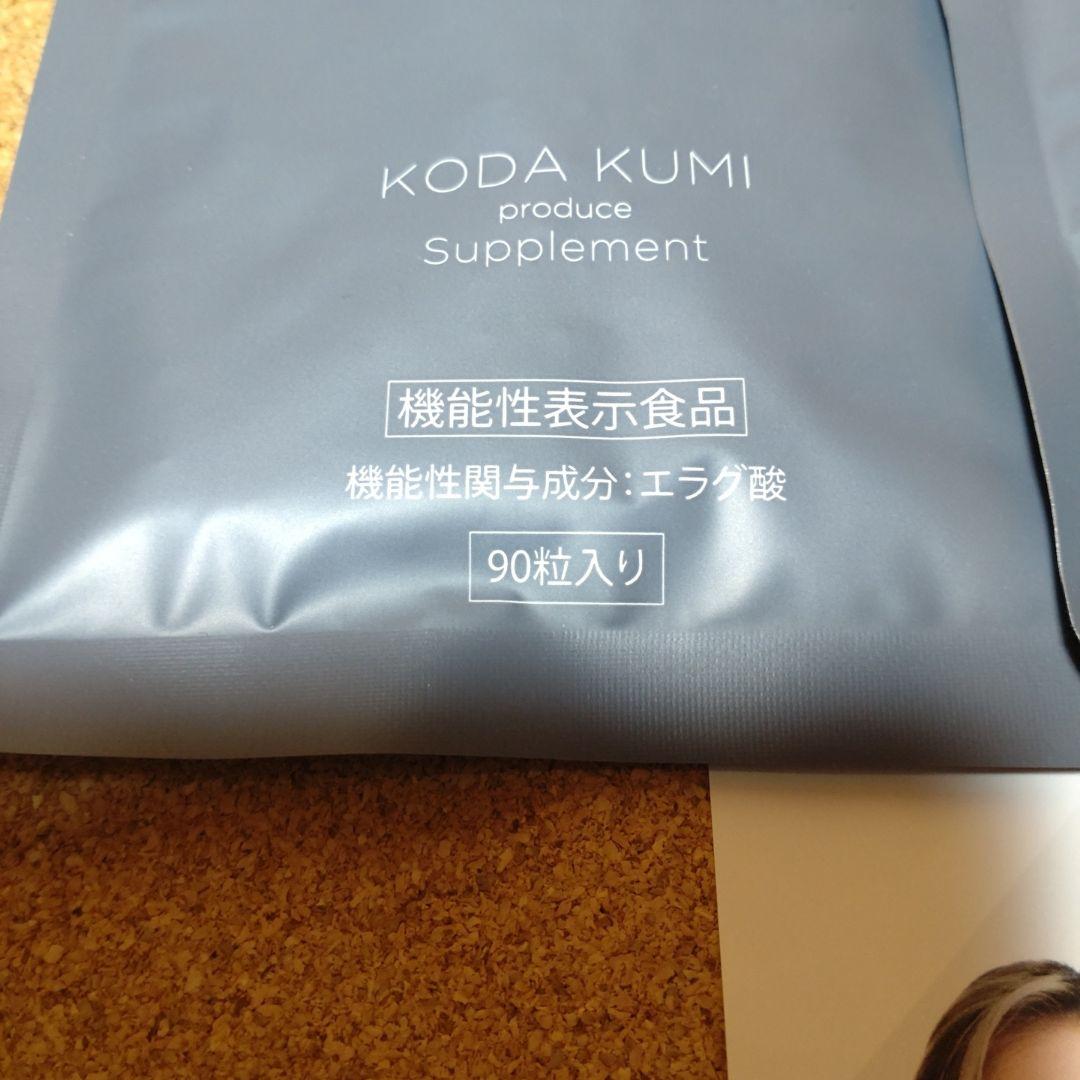 KODA KUMI
produce
Supplement
機能性表示食品
機能性関与成分：エラグ酸
90粒入り